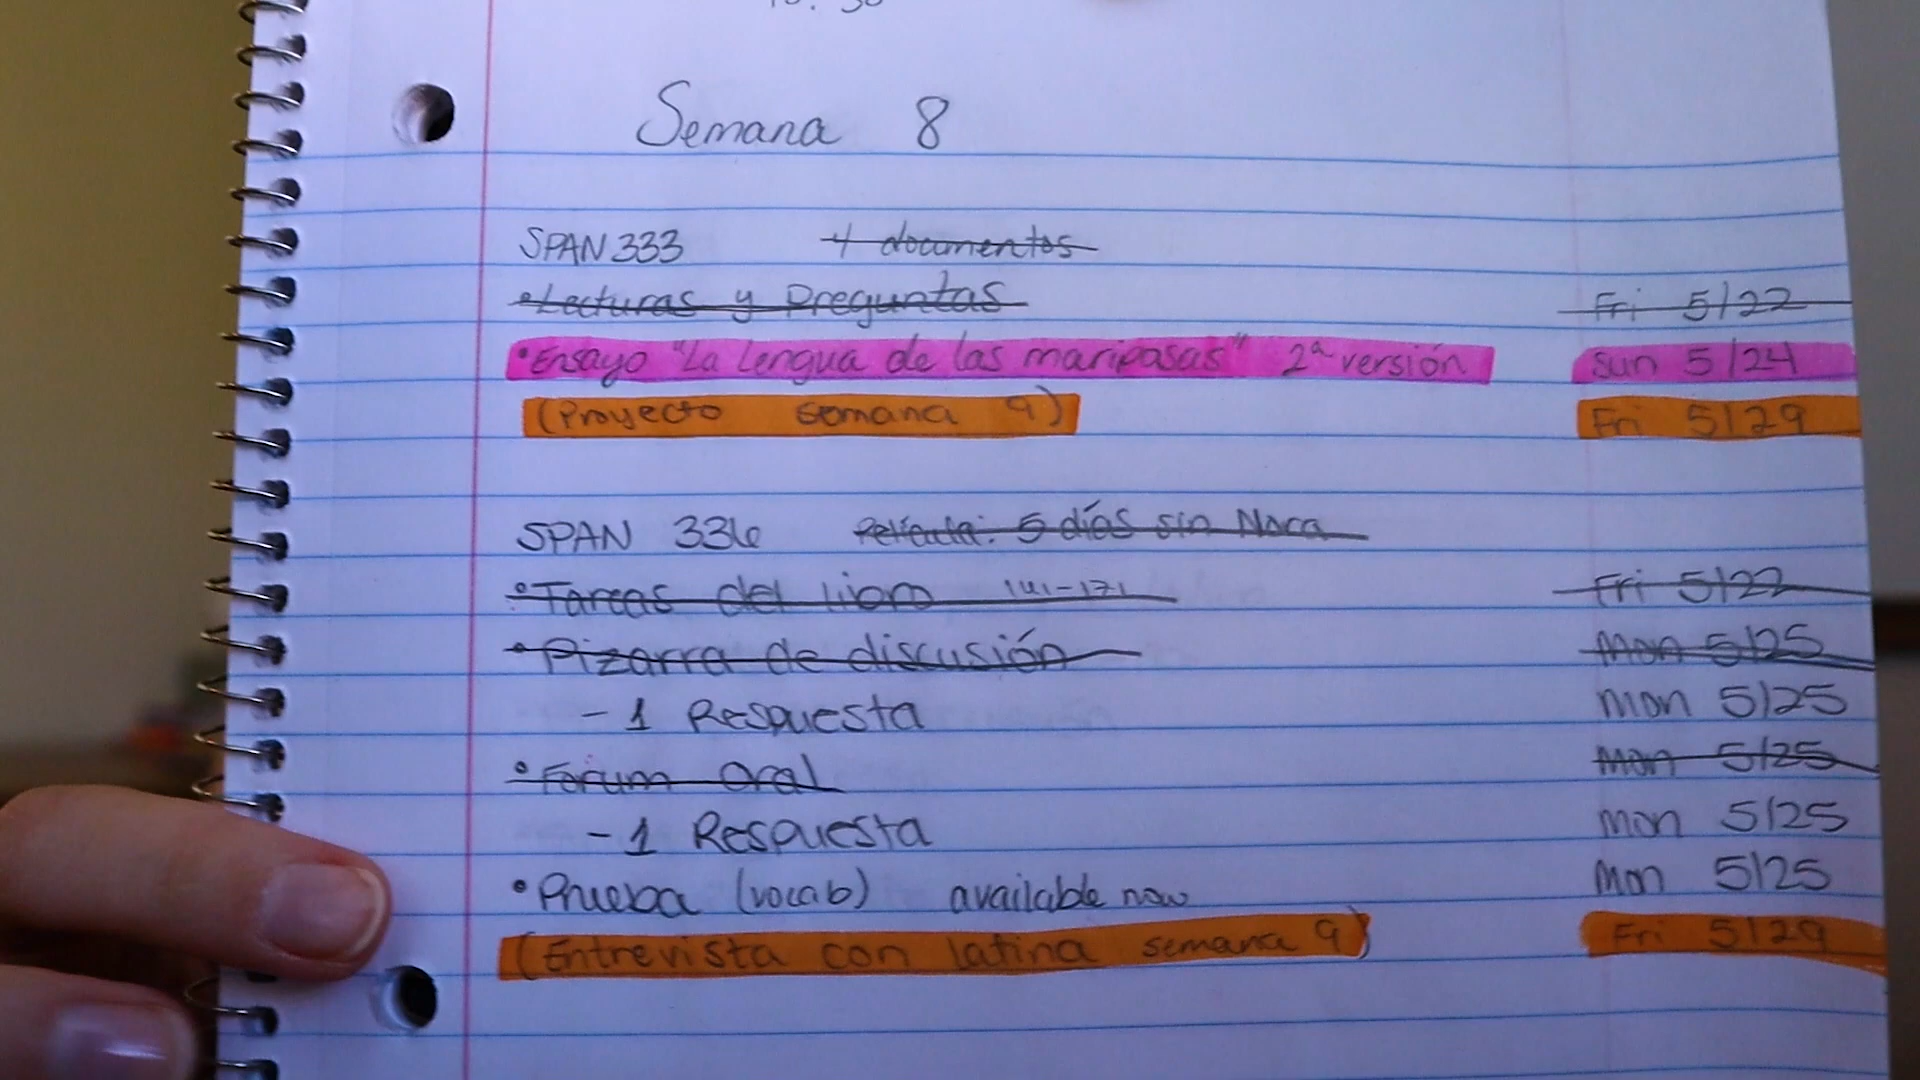 Semana 8
SPAN 333 4 documentos
•Lecturas y Preguntas Fri 5/22
•Ensayo "La Lengua de las mariposas" 2ª versión Sun 5/24
(Proyecto semana 9) Fri 5/29
SPAN 336 Película: 5 días sin Nora
•Tareas del libro 141-171 Fri 5/22
•Pizarra de discusión Mon 5/25
- 1 Respuesta Mon 5/25
•Forum Oral Mon 5/25
- 1 Respuesta Mon 5/25
•Prueba (vocab) available now Mon 5/25
(Entrevista con latina semana 9) Fri 5/29